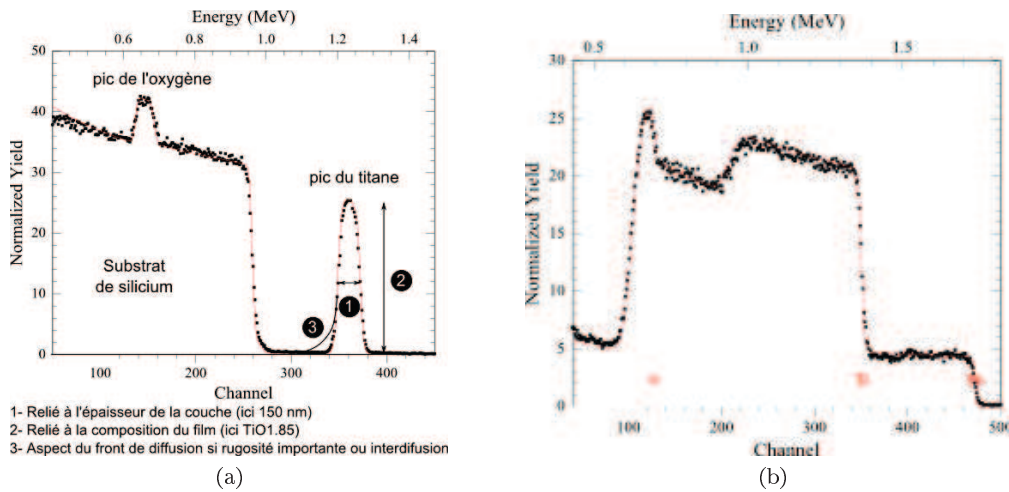 Energy (MeV)
0.4 0.6 0.8 1.0 1.2 1.4
50
40
30
20
10
0
Normalized Yield
pic de l'oxygène
pic du titane
Substrat
de silicium
1
2
3
100 200 300 400
Channel
1- Relié à l'épaisseur de la couche (ici 150 nm)
2- Relié à la composition du film (ici TiO1.85)
3- Aspect du front de diffusion si rugosité importante ou interdifusion
(a)
Energy (MeV)
0.5 1.0 1.5
30
25
20
15
10
5
0
Normalized Yield
100 200 300 400 500
Channel
(b)